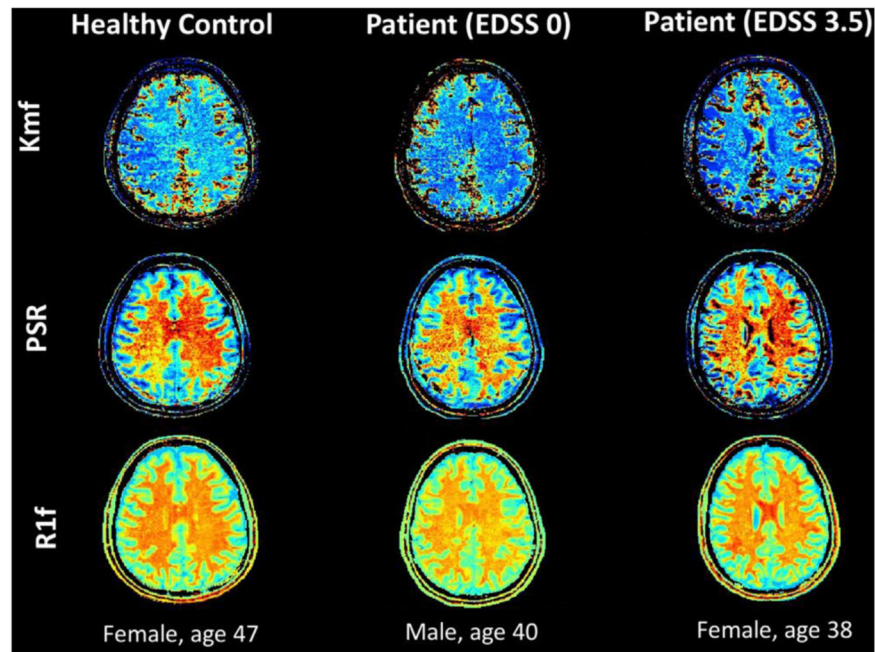 Healthy Control Patient (EDSS 0) Patient (EDSS 3.5)
Kmf
PSR
R1f
Female, age 47 Male, age 40 Female, age 38